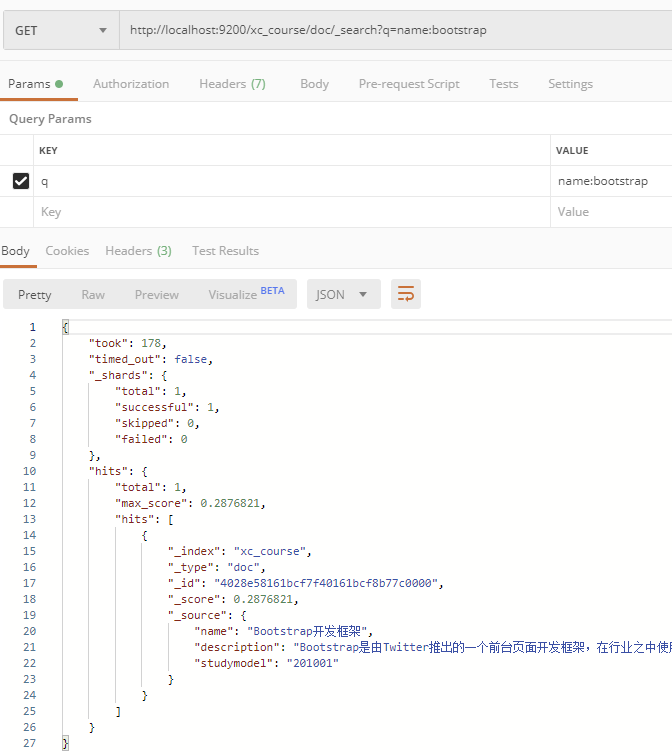 GET http://localhost:9200/xc_course/doc/_search?q=name:bootstrap
Params Authorization Headers (7) Body Pre-request Script Tests Settings
Query Params
KEY VALUE
q name:bootstrap
Key Value
Body Cookies Headers (3) Test Results
Pretty Raw Preview Visualize BETA JSON
1 {
2 "took": 178,
3 "timed_out": false,
4 "_shards": {
5 "total": 1,
6 "successful": 1,
7 "skipped": 0,
8 "failed": 0
9 },
10 "hits": {
11 "total": 1,
12 "max_score": 0.2876821,
13 "hits": [
14 {
15 "_index": "xc_course",
16 "_type": "doc",
17 "_id": "4028e58161bcf7f40161bcf8b77c0000",
18 "_score": 0.2876821,
19 "_source": {
20 "name": "Bootstrap开发框架",
21 "description": "Bootstrap是由Twitter推出的一个前台页面开发框架，在行业之中使用
22 "studymodel": "201001"
23 }
24 }
25 ]
26 }
27 }